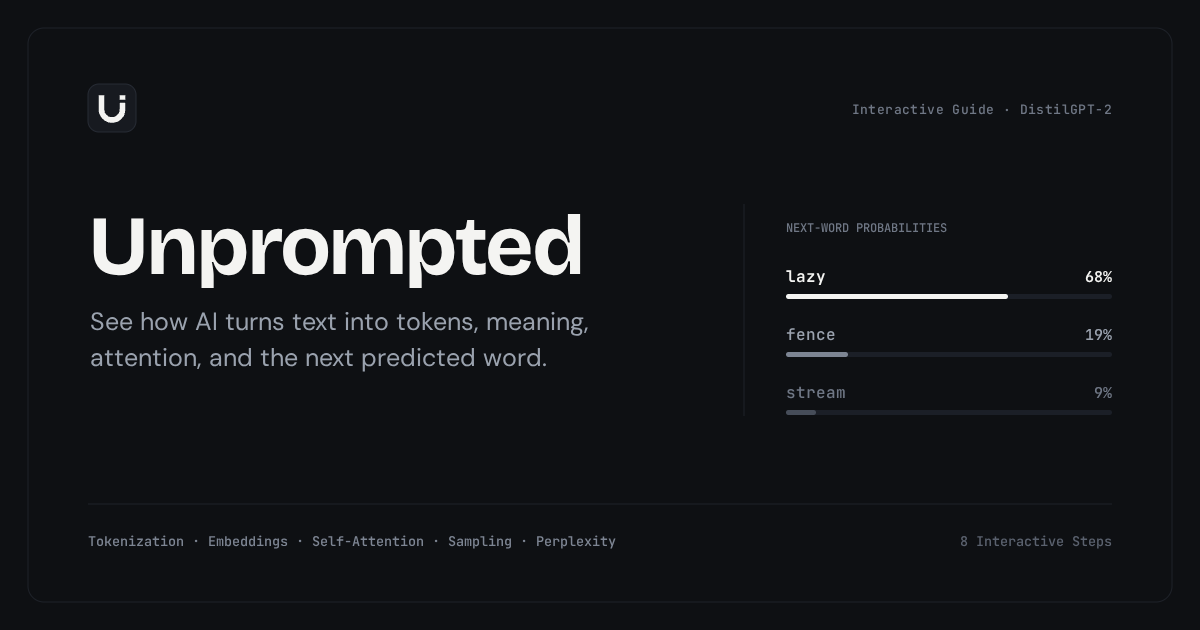 Ui
Interactive Guide · DistilGPT-2
Unprompted
See how AI turns text into tokens, meaning,
attention, and the next predicted word.
NEXT-WORD PROBABILITIES
lazy 68%
fence 19%
stream 9%
Tokenization · Embeddings · Self-Attention · Sampling · Perplexity
8 Interactive Steps